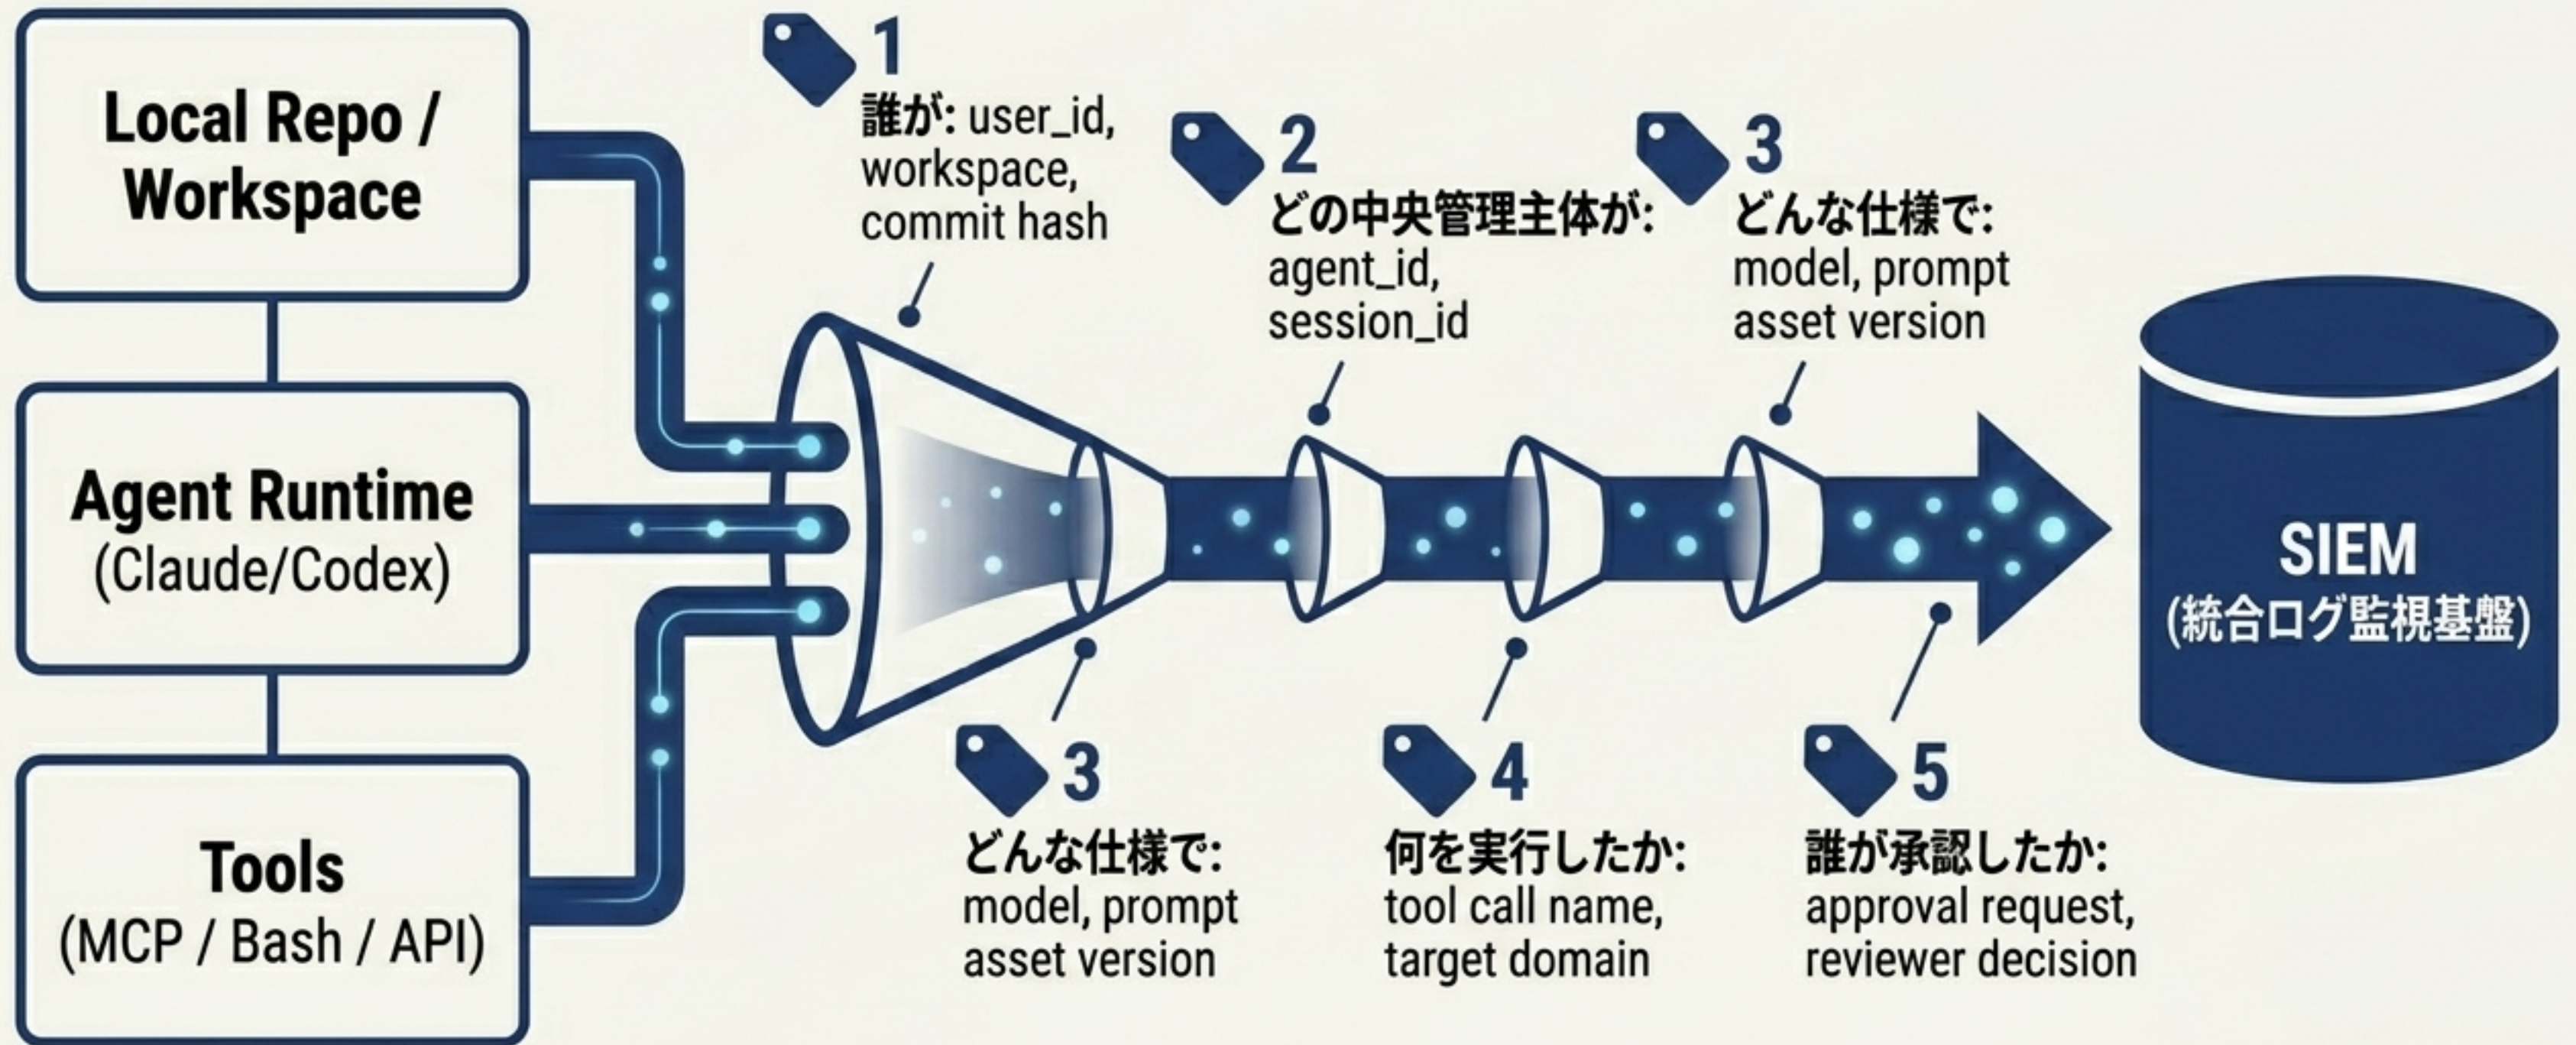 Local Repo /
Workspace
Agent Runtime
(Claude/Codex)
Tools
(MCP / Bash / API)
1
誰が: user_id,
workspace,
commit hash
2
どの中央管理主体が:
agent_id,
session_id
3
どんな仕様で:
model, prompt
asset version
3
どんな仕様で:
model, prompt
asset version
4
何を実行したか:
tool call name,
target domain
5
誰が承認したか:
approval request,
reviewer decision
SIEM
(統合ログ監視基盤)